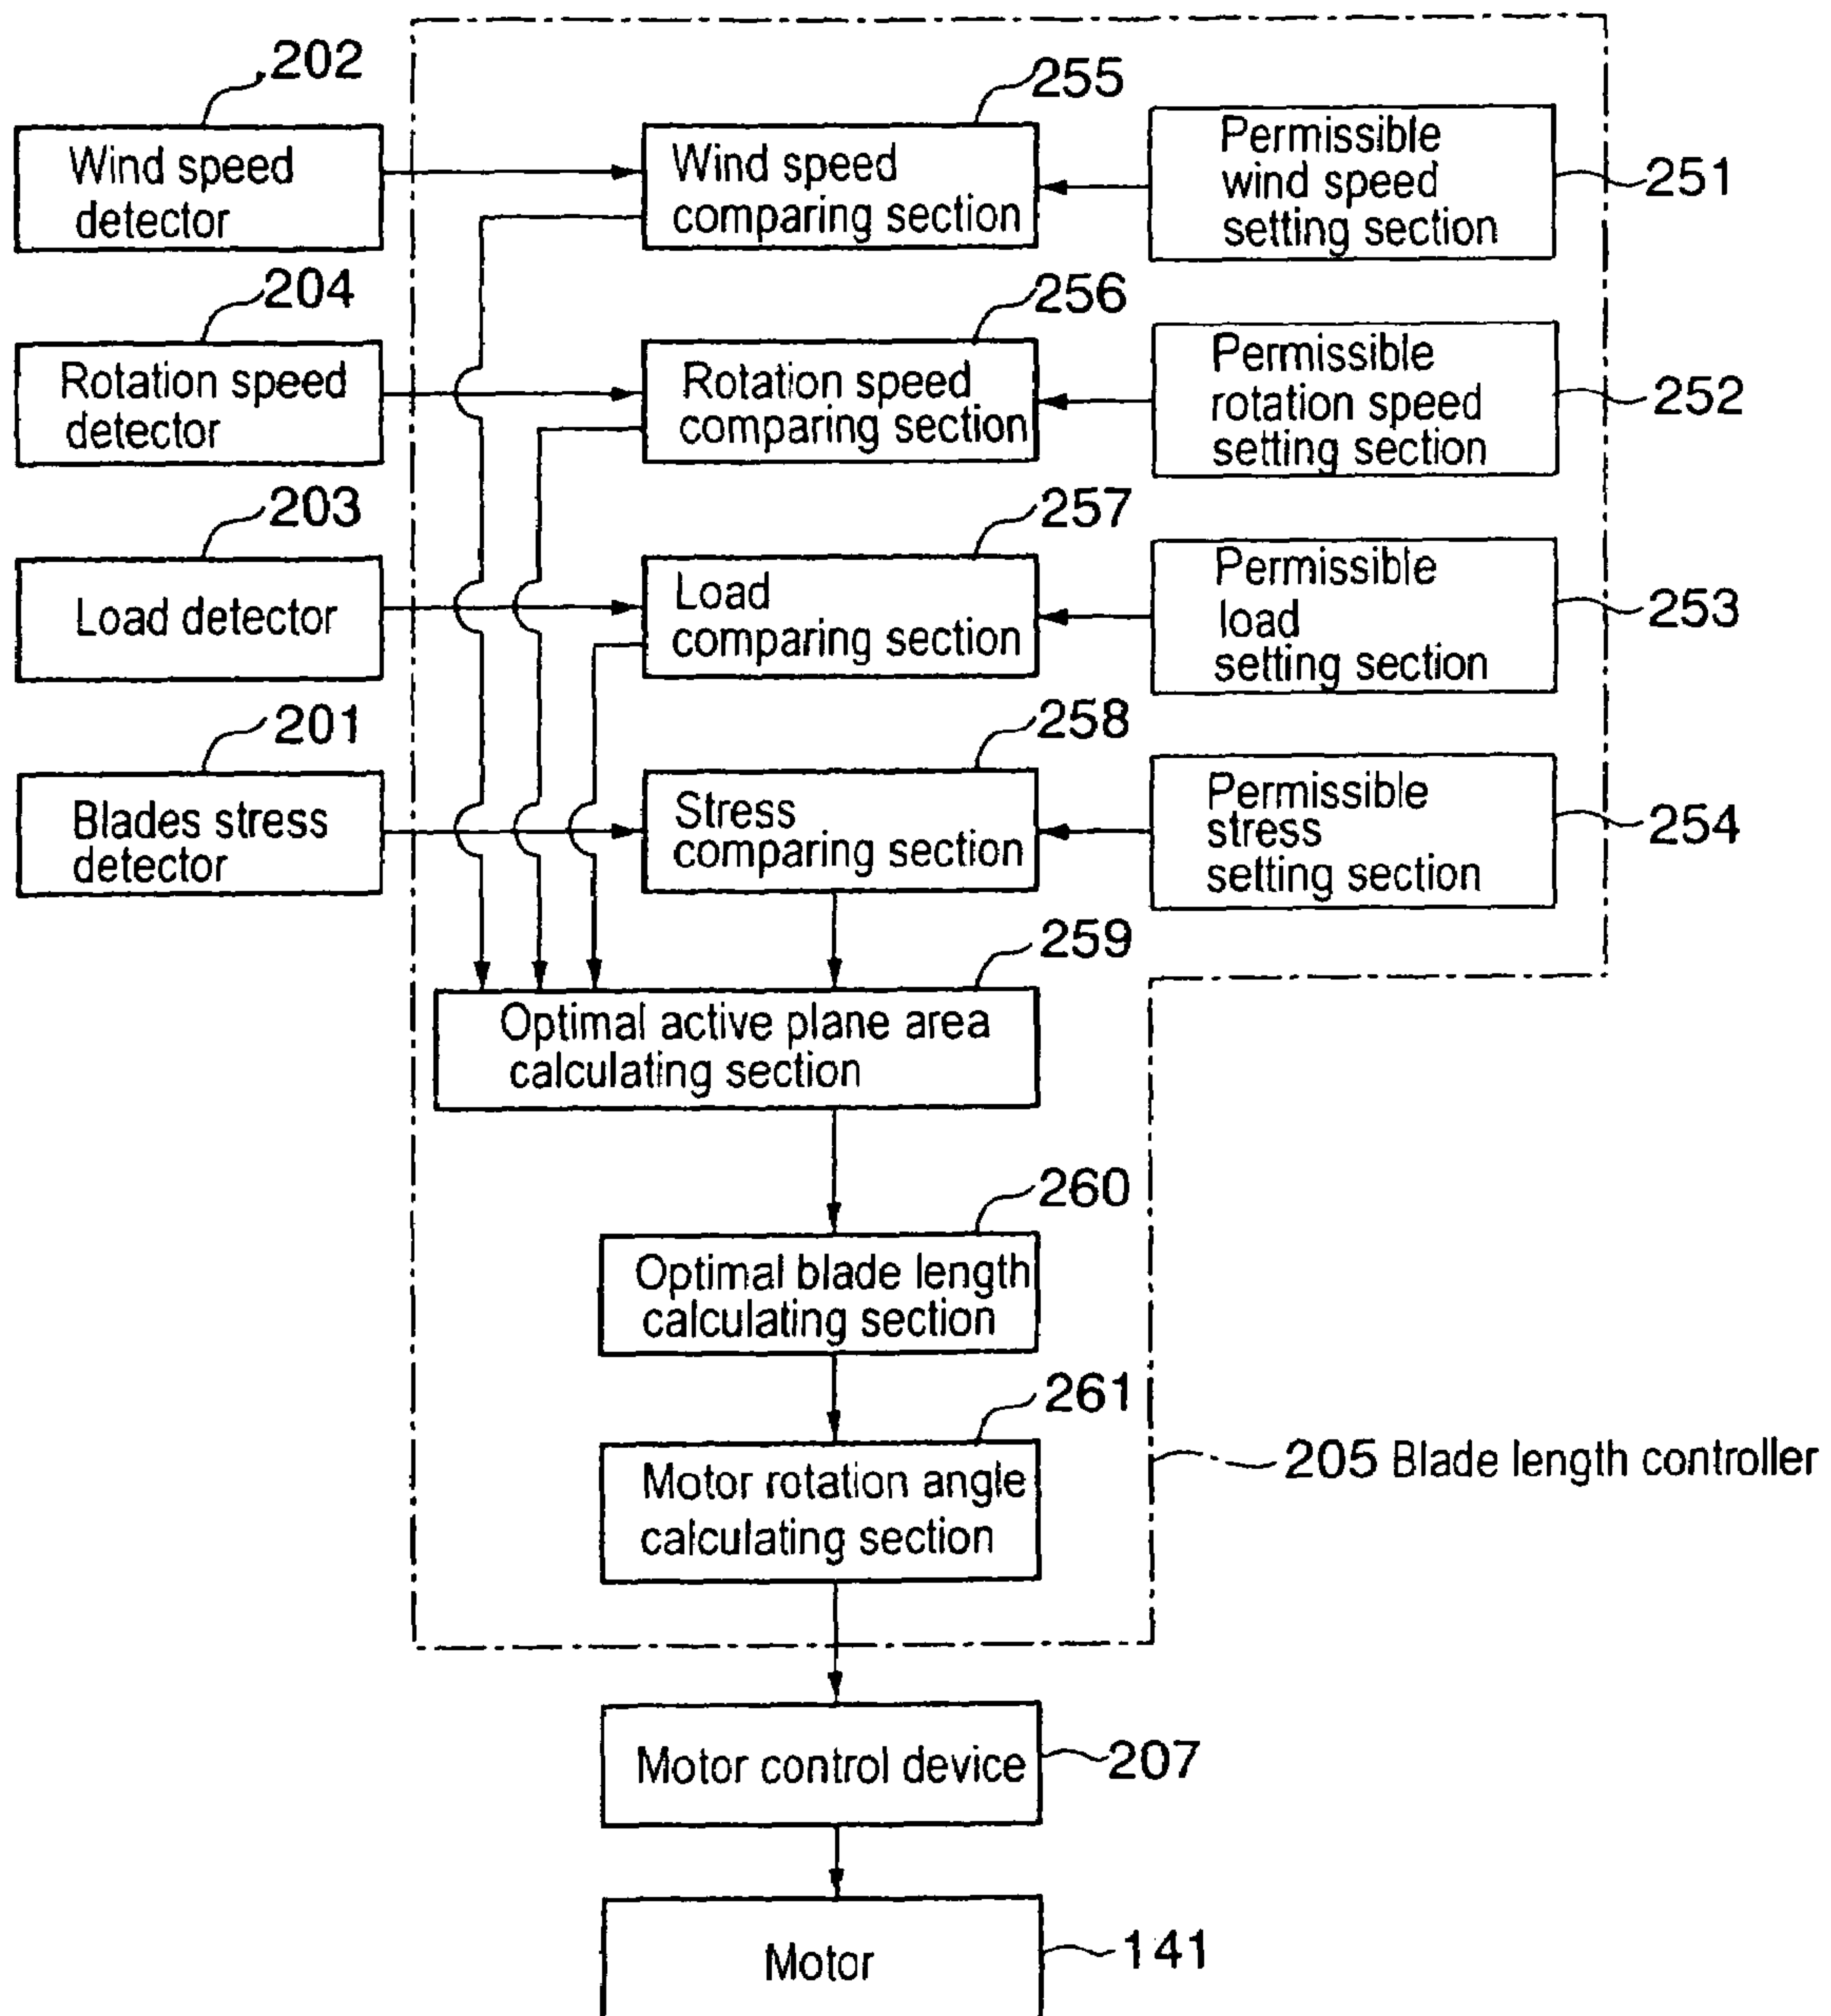 202
255
Wind speed
detector
Wind speed
comparing section
Permissible
wind speed
setting section
251
204
256
Rotation speed
detector
Rotation speed
comparing section
Permissible
rotation speed
setting section
252
203
257
Load detector
Load
comparing section
Permissible
load
setting section
253
201
258
Blades stress
detector
Stress
comparing section
Permissible
stress
setting section
254
259
Optimal active plane area
calculating section
260
Optimal blade length
calculating section
261
Motor rotation angle
calculating section
205 Blade length controller
Motor control device
207
Motor
141